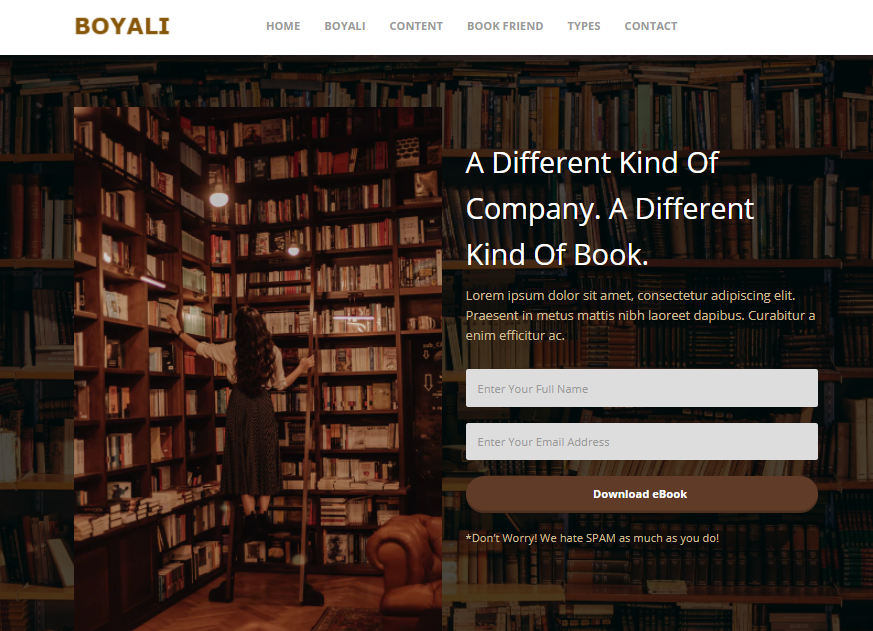 BOYALI
HOME BOYALI CONTENT BOOK FRIEND TYPES CONTACT
A Different Kind Of
Company. A Different
Kind Of Book.
Lorem ipsum dolor sit amet, consectetur adipiscing elit.
Praesent in metus mattis nibh laoreet dapibus. Curabitur a
enim efficitur ac.
Enter Your Full Name
Enter Your Email Address
Download eBook
*Don't Worry! We hate SPAM as much as you do!